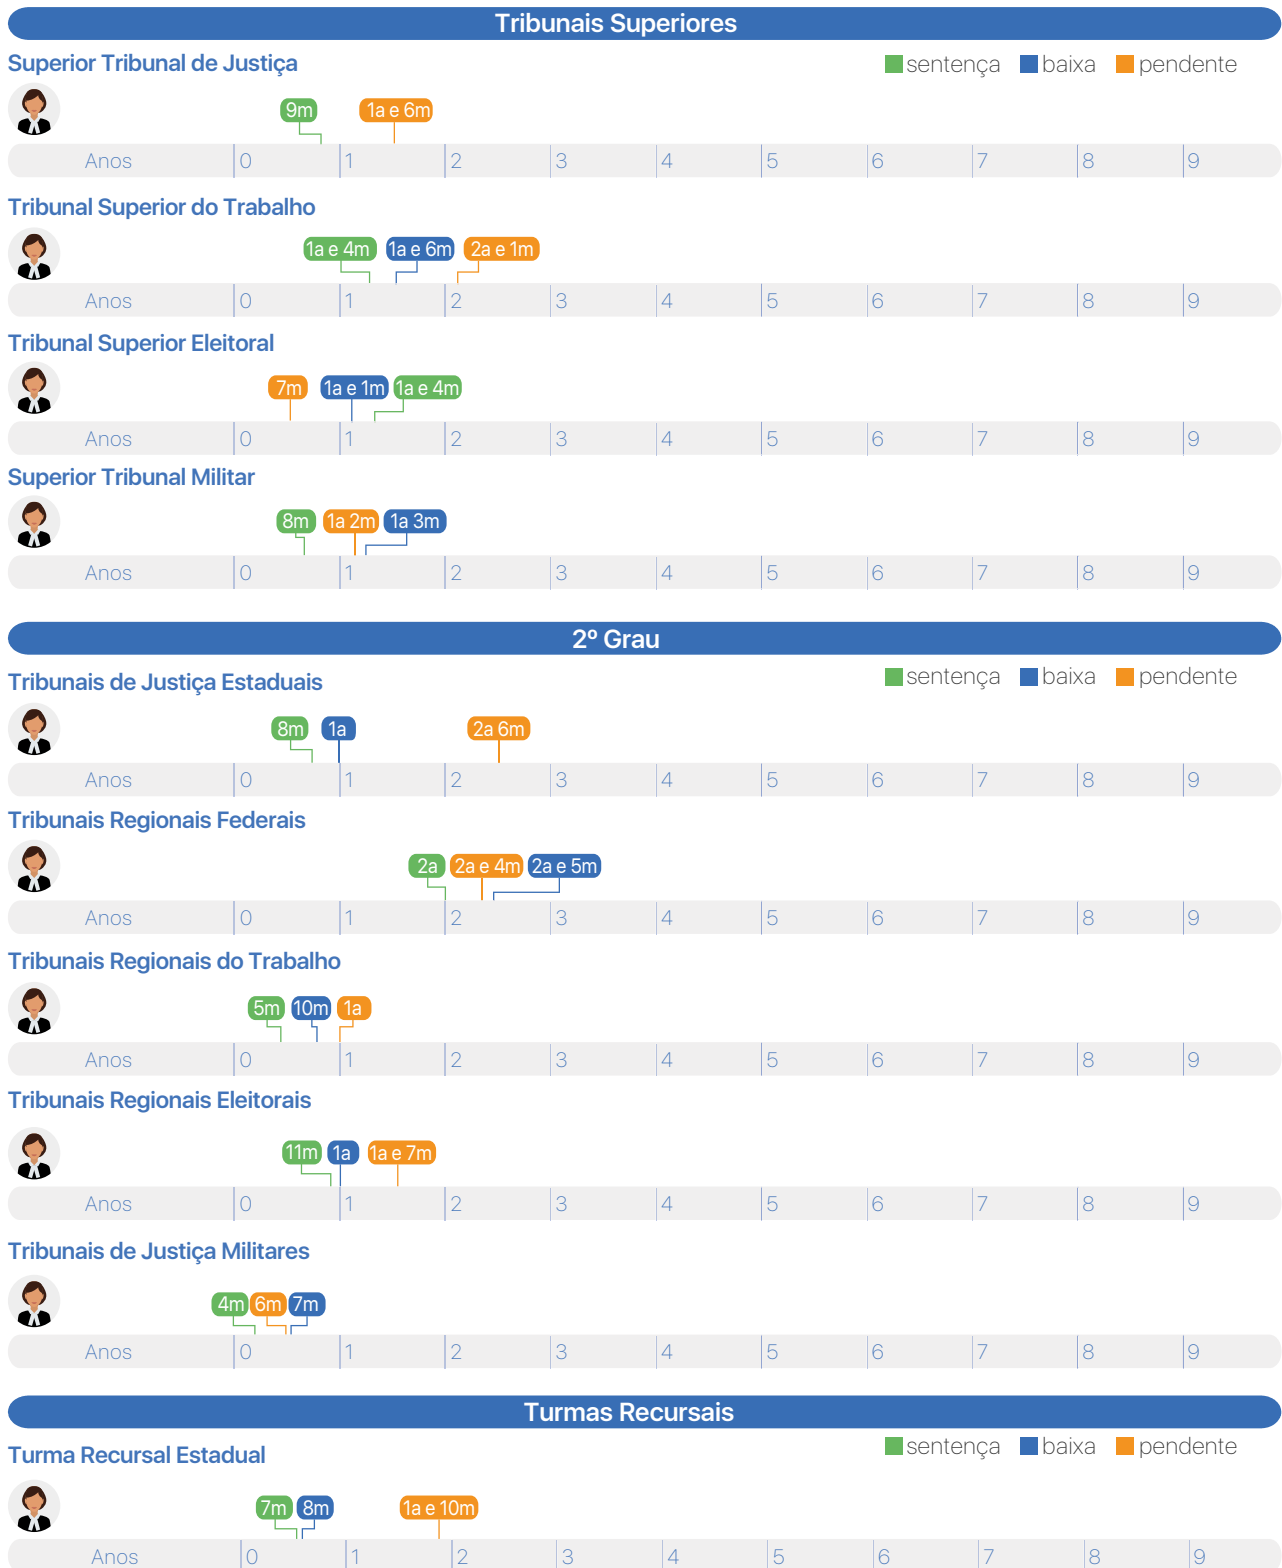 Tribunais Superiores
Superior Tribunal de Justiça
sentença baixa pendente
9m 1a e 6m
Anos 0 1 2 3 4 5 6 7 8 9
Tribunal Superior do Trabalho
1a e 4m 1a e 6m 2a e 1m
Anos 0 1 2 3 4 5 6 7 8 9
Tribunal Superior Eleitoral
7m 1a e 1m 1a e 4m
Anos 0 1 2 3 4 5 6 7 8 9
Superior Tribunal Militar
8m 1a 2m 1a 3m
Anos 0 1 2 3 4 5 6 7 8 9
2º Grau
Tribunais de Justiça Estaduais
sentença baixa pendente
8m 1a 2a 6m
Anos 0 1 2 3 4 5 6 7 8 9
Tribunais Regionais Federais
2a 2a e 4m 2a e 5m
Anos 0 1 2 3 4 5 6 7 8 9
Tribunais Regionais do Trabalho
5m 10m 1a
Anos 0 1 2 3 4 5 6 7 8 9
Tribunais Regionais Eleitorais
11m 1a 1a e 7m
Anos 0 1 2 3 4 5 6 7 8 9
Tribunais de Justiça Militares
4m 6m 7m
Anos 0 1 2 3 4 5 6 7 8 9
Turmas Recursais
Turma Recursal Estadual
sentença baixa pendente
7m 8m 1a e 10m
Anos 0 1 2 3 4 5 6 7 8 9